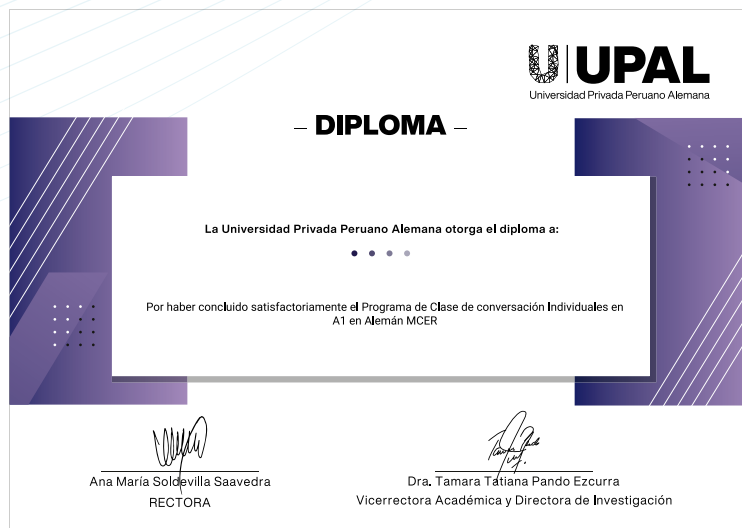 UPAL
Universidad Privada Peruano Alemana
– DIPLOMA –
La Universidad Privada Peruano Alemana otorga el diploma a:
Por haber concluido satisfactoriamente el Programa de Clase de conversación Individuales en
A1 en Alemán MCER
Ana María Soldevilla Saavedra
RECTORA
Dra. Tamara Tatiana Pando Ezcurra
Vicerrectora Académica y Directora de Investigación